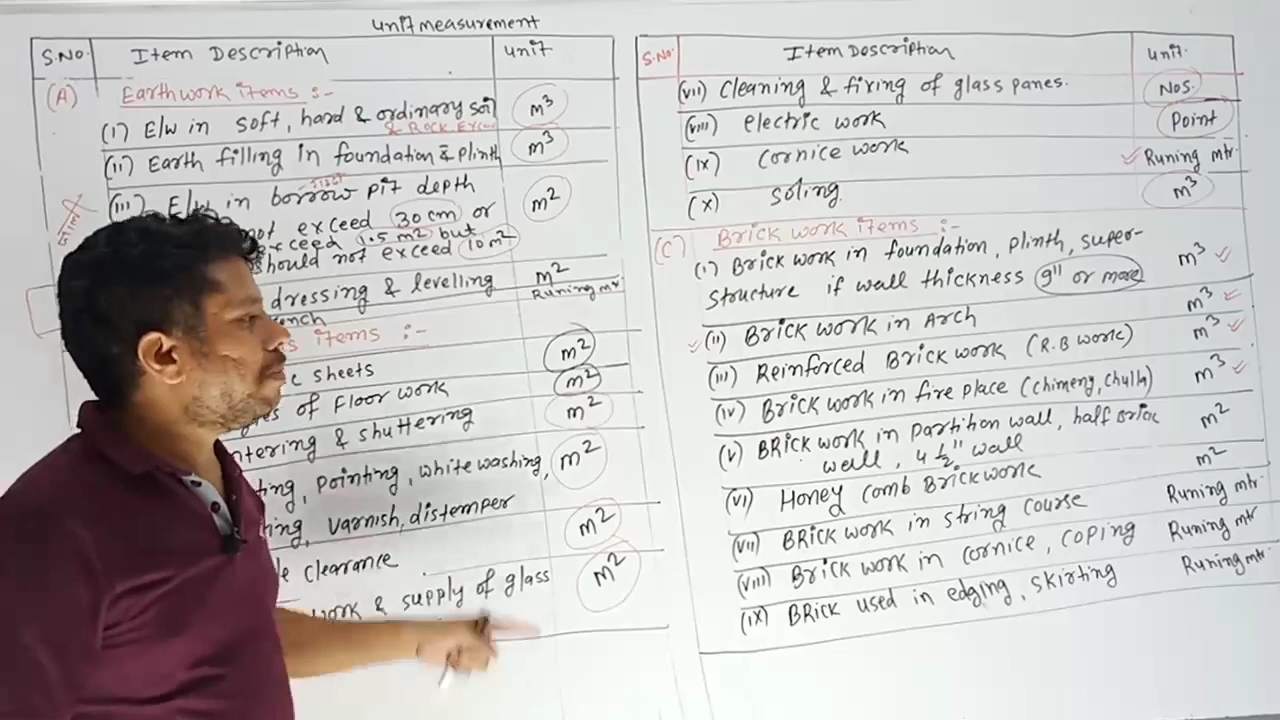 Unit measurement
S.No. Item Description Unit
(A) Earthwork items :-
(i) E/w in soft, hard & ordinary soil m³
& Rock
(ii) Earth filling in foundation & plinth m³
(iii) E/w in borrow pit depth m²
not exceed 30 cm or
exceed 1.5 m² but
should not exceed 10 m²
dressing & levelling m²
Runing mtr
items :-
sheets m²
of Floor work m²
ntering & shuttering m²
ting, pointing, white washing, m²
varnish, distemper
clearance m²
work & supply of glass m²
S.No. Item Description Unit.
(vii) Cleaning & fixing of glass panes. Nos.
(viii) electric work Point
(ix) Cornice work Runing mtr.
(x) Soling. m³
(C) Brick work items :-
(i) Brick work in foundation, plinth, super-
structure if wall thickness 9" or more m³
(ii) Brick work in Arch m³
(iii) Reinforced Brick work (R.B work) m³
(iv) Brick work in fire place (chimeng, chulha) m³
(v) BRick work in Partition wall, half brick m²
wall, 4 ½" wall
(vi) Honey Comb Brickwork m²
(vii) BRick work in string course Runing mtr.
(viii) Brick work in cornice, coping Runing mtr
(ix) BRick used in edging, skirting Runing mtr.